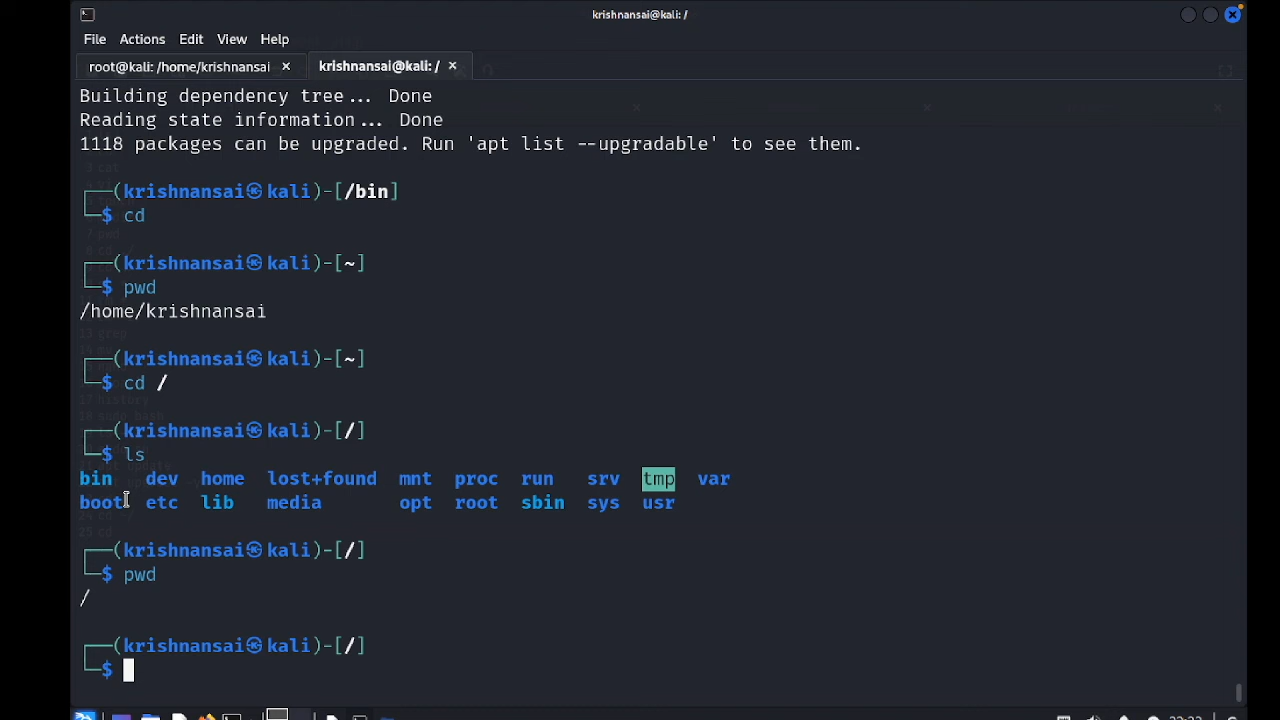 krishnansai@kali: /
File Actions Edit View Help
root@kali: /home/krishnansai × krishnansai@kali: / ×
Building dependency tree... Done
Reading state information... Done
1118 packages can be upgraded. Run 'apt list --upgradable' to see them.
┌──(krishnansai㉿kali)-[/bin]
└─$ cd
┌──(krishnansai㉿kali)-[~]
└─$ pwd
/home/krishnansai
┌──(krishnansai㉿kali)-[~]
└─$ cd /
┌──(krishnansai㉿kali)-[/]
└─$ ls
bin dev home lost+found mnt proc run srv tmp var
boot etc lib media opt root sbin sys usr
┌──(krishnansai㉿kali)-[/]
└─$ pwd
/
┌──(krishnansai㉿kali)-[/]
└─$